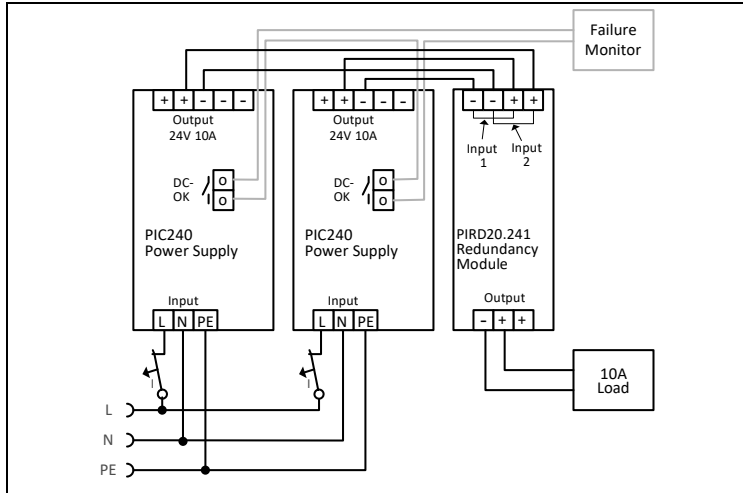 Failure
Monitor
+ + - - -
Output
24V 10A
DC-
OK
o
o
PIC240
Power Supply
Input
L N PE
+ + - - -
Output
24V 10A
DC-
OK
o
o
PIC240
Power Supply
Input
L N PE
- - + +
Input
1
Input
2
PIRD20.241
Redundancy
Module
Output
- + +
10A
Load
I
I
L
N
PE